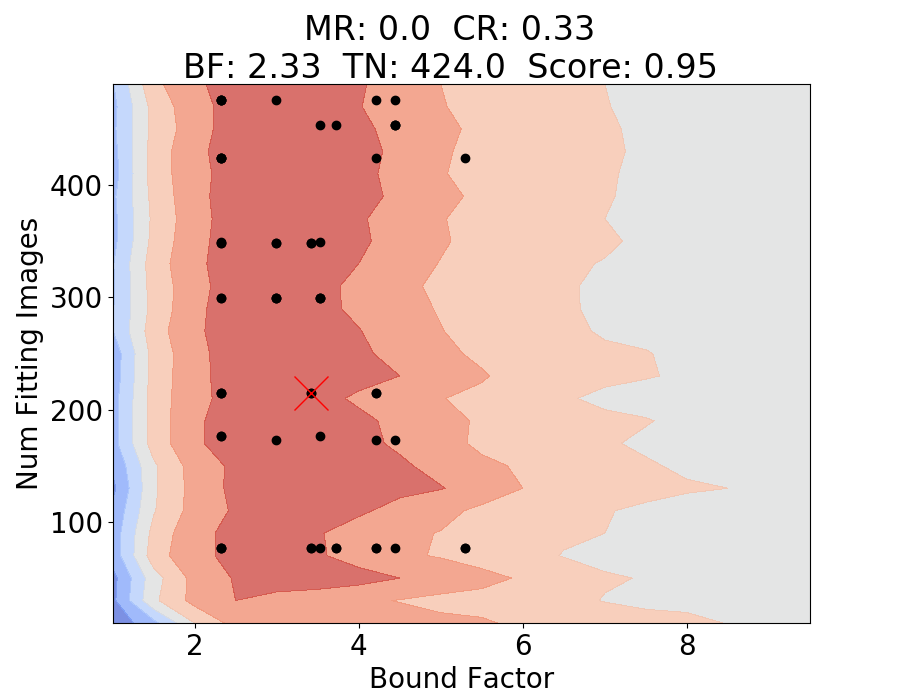 MR: 0.0  CR: 0.33
BF: 2.33  TN: 424.0  Score: 0.95
Num Fitting Images
400
300
200
100
2 4 6 8
Bound Factor